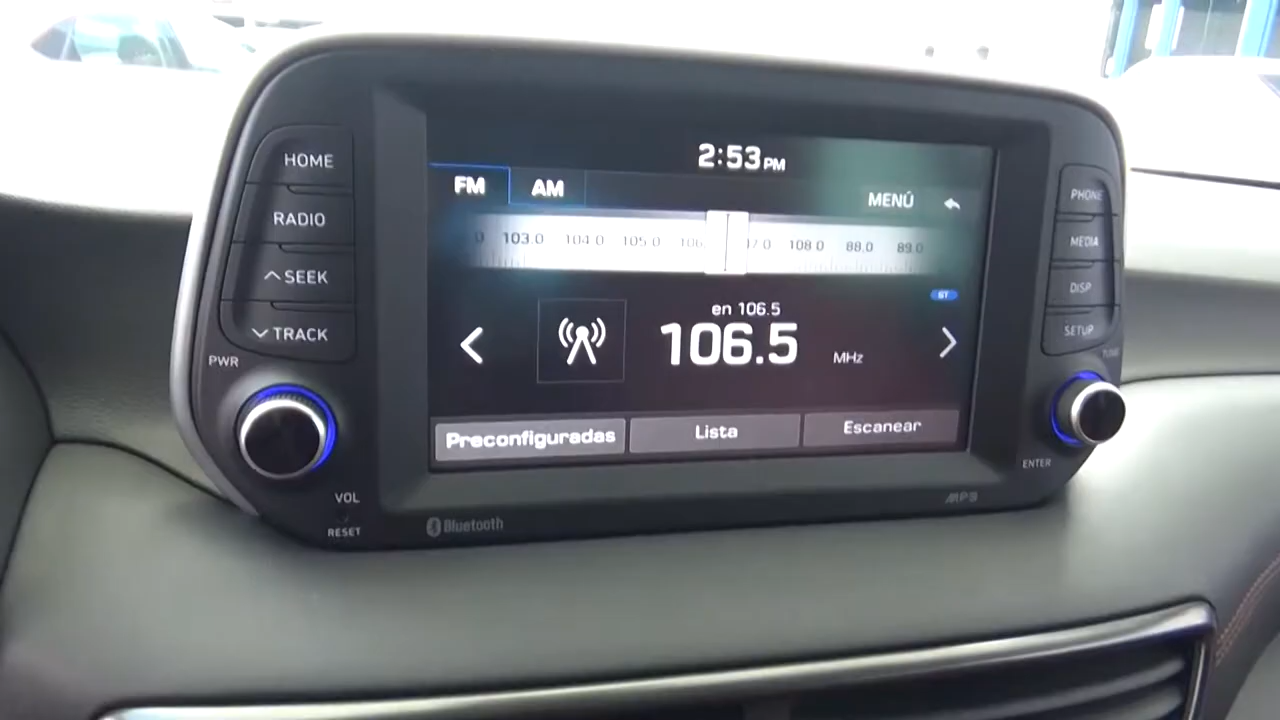 HOME
RADIO
SEEK
TRACK
PWR
VOL
RESET
Bluetooth
2:53 PM
FM AM
MENÚ
103.0 104.0 105.0 108.0 88.0 89.0
ST
en 106.5
106.5 MHz
Preconfiguradas Lista Escanear
PHONE
MEDIA
DISP
SETUP
TUNE
ENTER
MP3